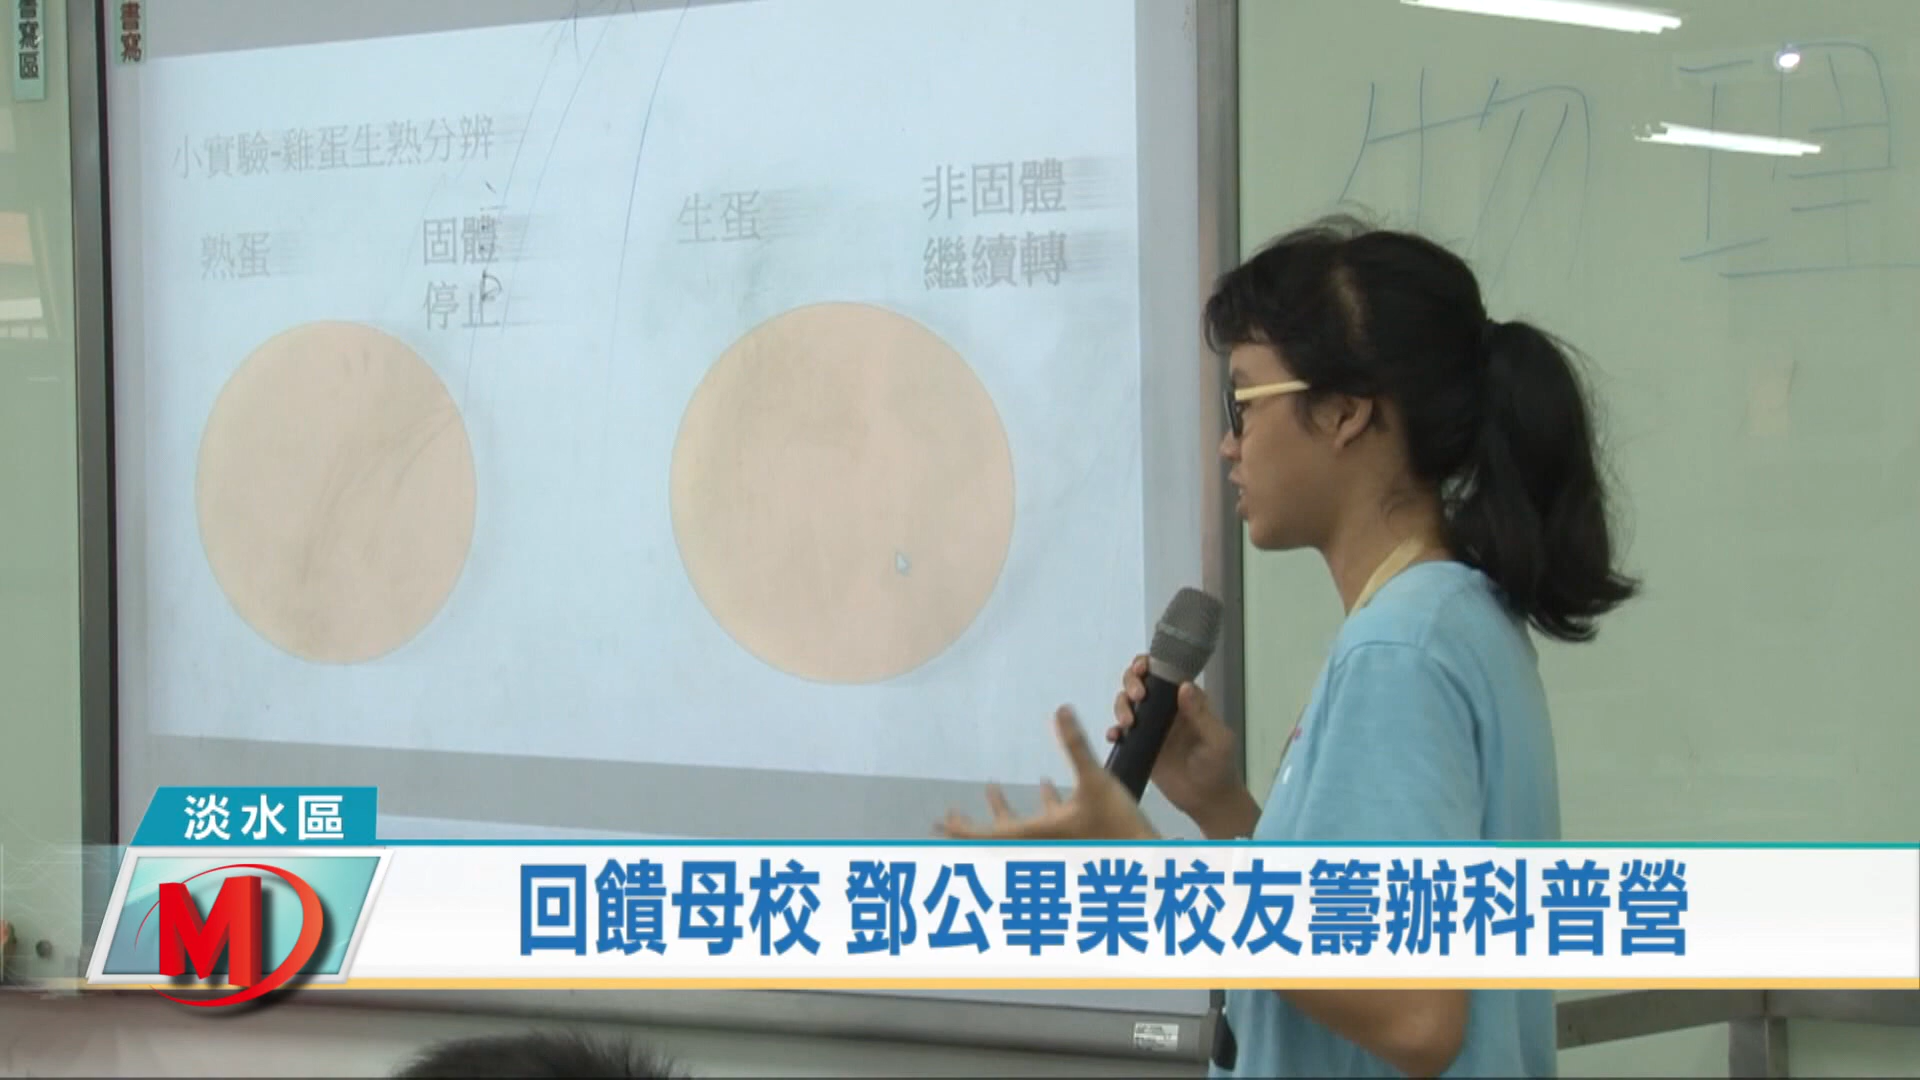 書寫區
書寫
小實驗-雞蛋生熟分辨
熟蛋
固體
停止
生蛋
非固體
繼續轉
物理
淡水區
M
回饋母校 鄧公畢業校友籌辦科普營